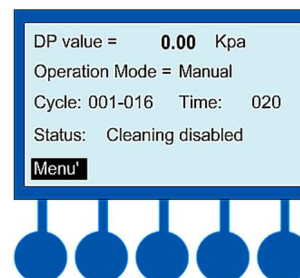 DP value = 0.00 Kpa
Operation Mode = Manual
Cycle: 001-016 Time: 020
Status: Cleaning disabled
Menu'